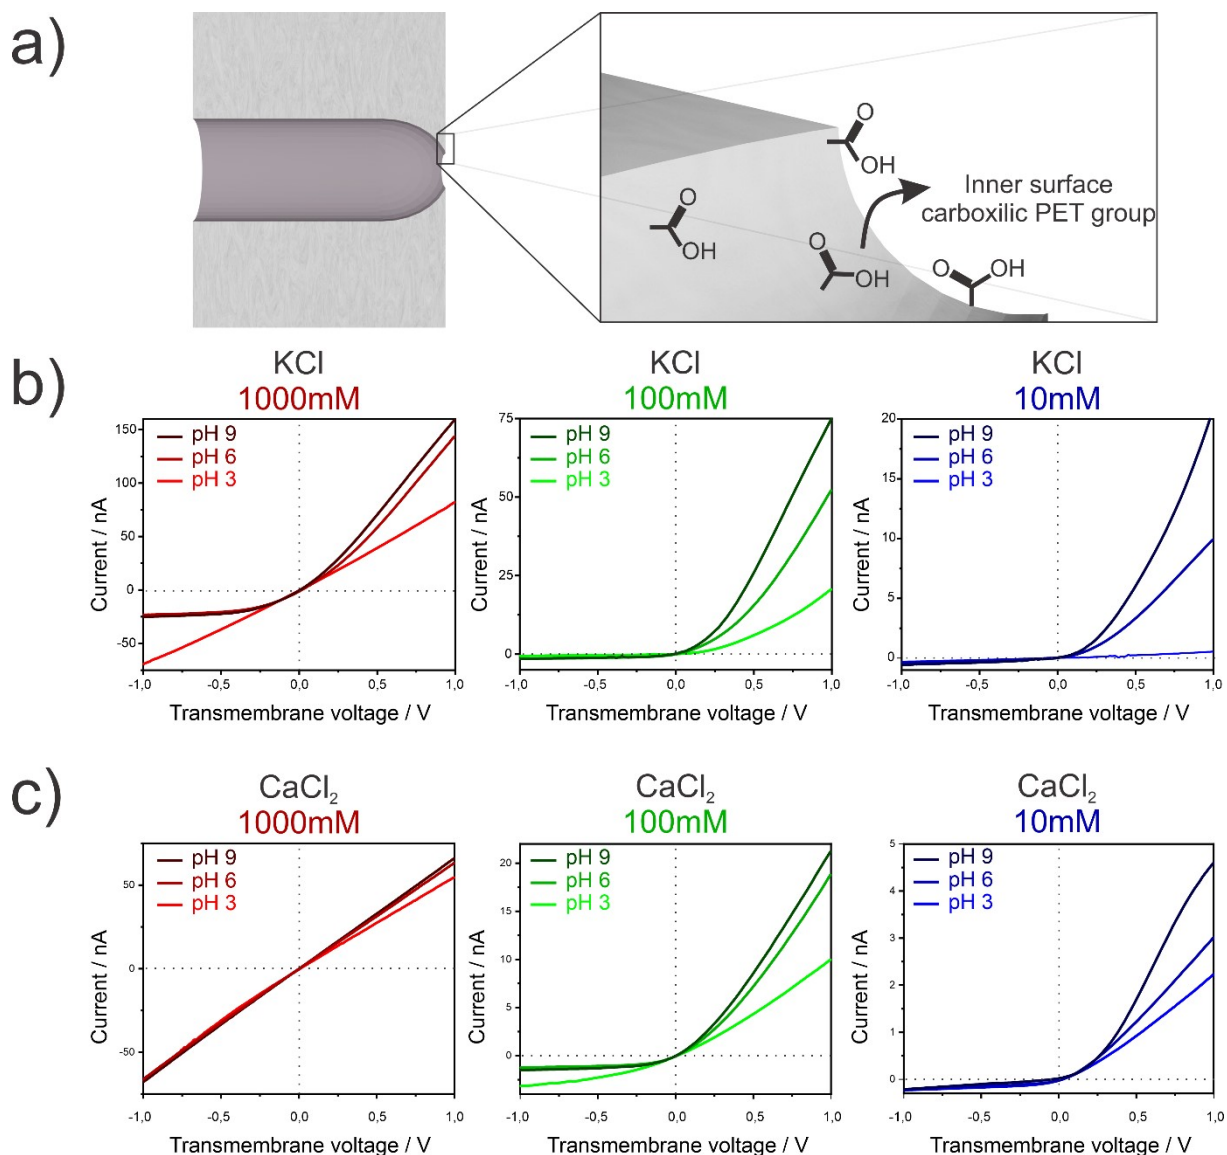 a)
O
OH
O
OH
O
OH
O
OH
Inner surface
carboxilic PET group
b)
KCl
1000mM
pH 9
pH 6
pH 3
150
100
50
0
-50
-1,0
-0,5
0,0
0,5
1,0
Current / nA
Transmembrane voltage / V
KCl
100mM
pH 9
pH 6
pH 3
75
50
25
0
-1,0
-0,5
0,0
0,5
1,0
Current / nA
Transmembrane voltage / V
KCl
10mM
pH 9
pH 6
pH 3
20
15
10
5
0
-1,0
-0,5
0,0
0,5
1,0
Current / nA
Transmembrane voltage / V
c)
CaCl₂
1000mM
pH 9
pH 6
pH 3
50
0
-50
-1,0
-0,5
0,0
0,5
1,0
Current / nA
Transmembrane voltage / V
CaCl₂
100mM
pH 9
pH 6
pH 3
20
15
10
5
0
-1,0
-0,5
0,0
0,5
1,0
Current / nA
Transmembrane voltage / V
CaCl₂
10mM
pH 9
pH 6
pH 3
5
4
3
2
1
0
-1,0
-0,5
0,0
0,5
1,0
Current / nA
Transmembrane voltage / V